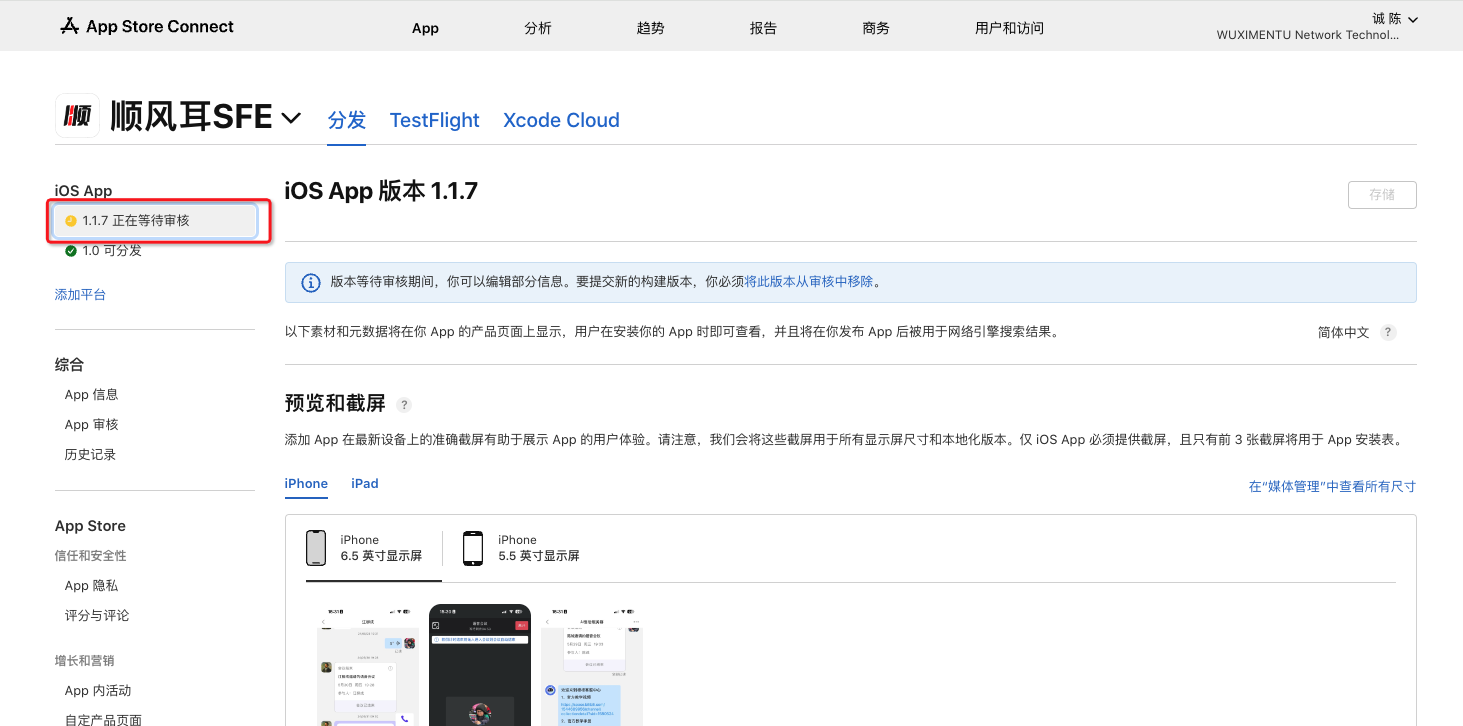 App Store Connect
App
分析
趋势
报告
商务
用户和访问
诚 陈
WUXIMENTU Network Technol...
顺
顺风耳SFE
分发
TestFlight
Xcode Cloud
iOS App
1.1.7 正在等待审核
1.0 可分发
添加平台
综合
App 信息
App 审核
历史记录
App Store
信任和安全性
App 隐私
评分与评论
增长和营销
App 内活动
自定产品页面
iOS App 版本 1.1.7
存储
版本等待审核期间，你可以编辑部分信息。要提交新的构建版本，你必须将此版本从审核中移除。
以下素材和元数据将在你 App 的产品页面上显示，用户在安装你的 App 时即可查看，并且将在你发布 App 后被用于网络引擎搜索结果。
简体中文 ?
预览和截屏 ?
添加 App 在最新设备上的准确截屏有助于展示 App 的用户体验。请注意，我们会将这些截屏用于所有显示屏尺寸和本地化版本。仅 iOS App 必须提供截屏，且只有前 3 张截屏将用于 App 安装表。
iPhone
iPad
在“媒体管理”中查看所有尺寸
iPhone
6.5 英寸显示屏
iPhone
5.5 英寸显示屏
16:31
16:31